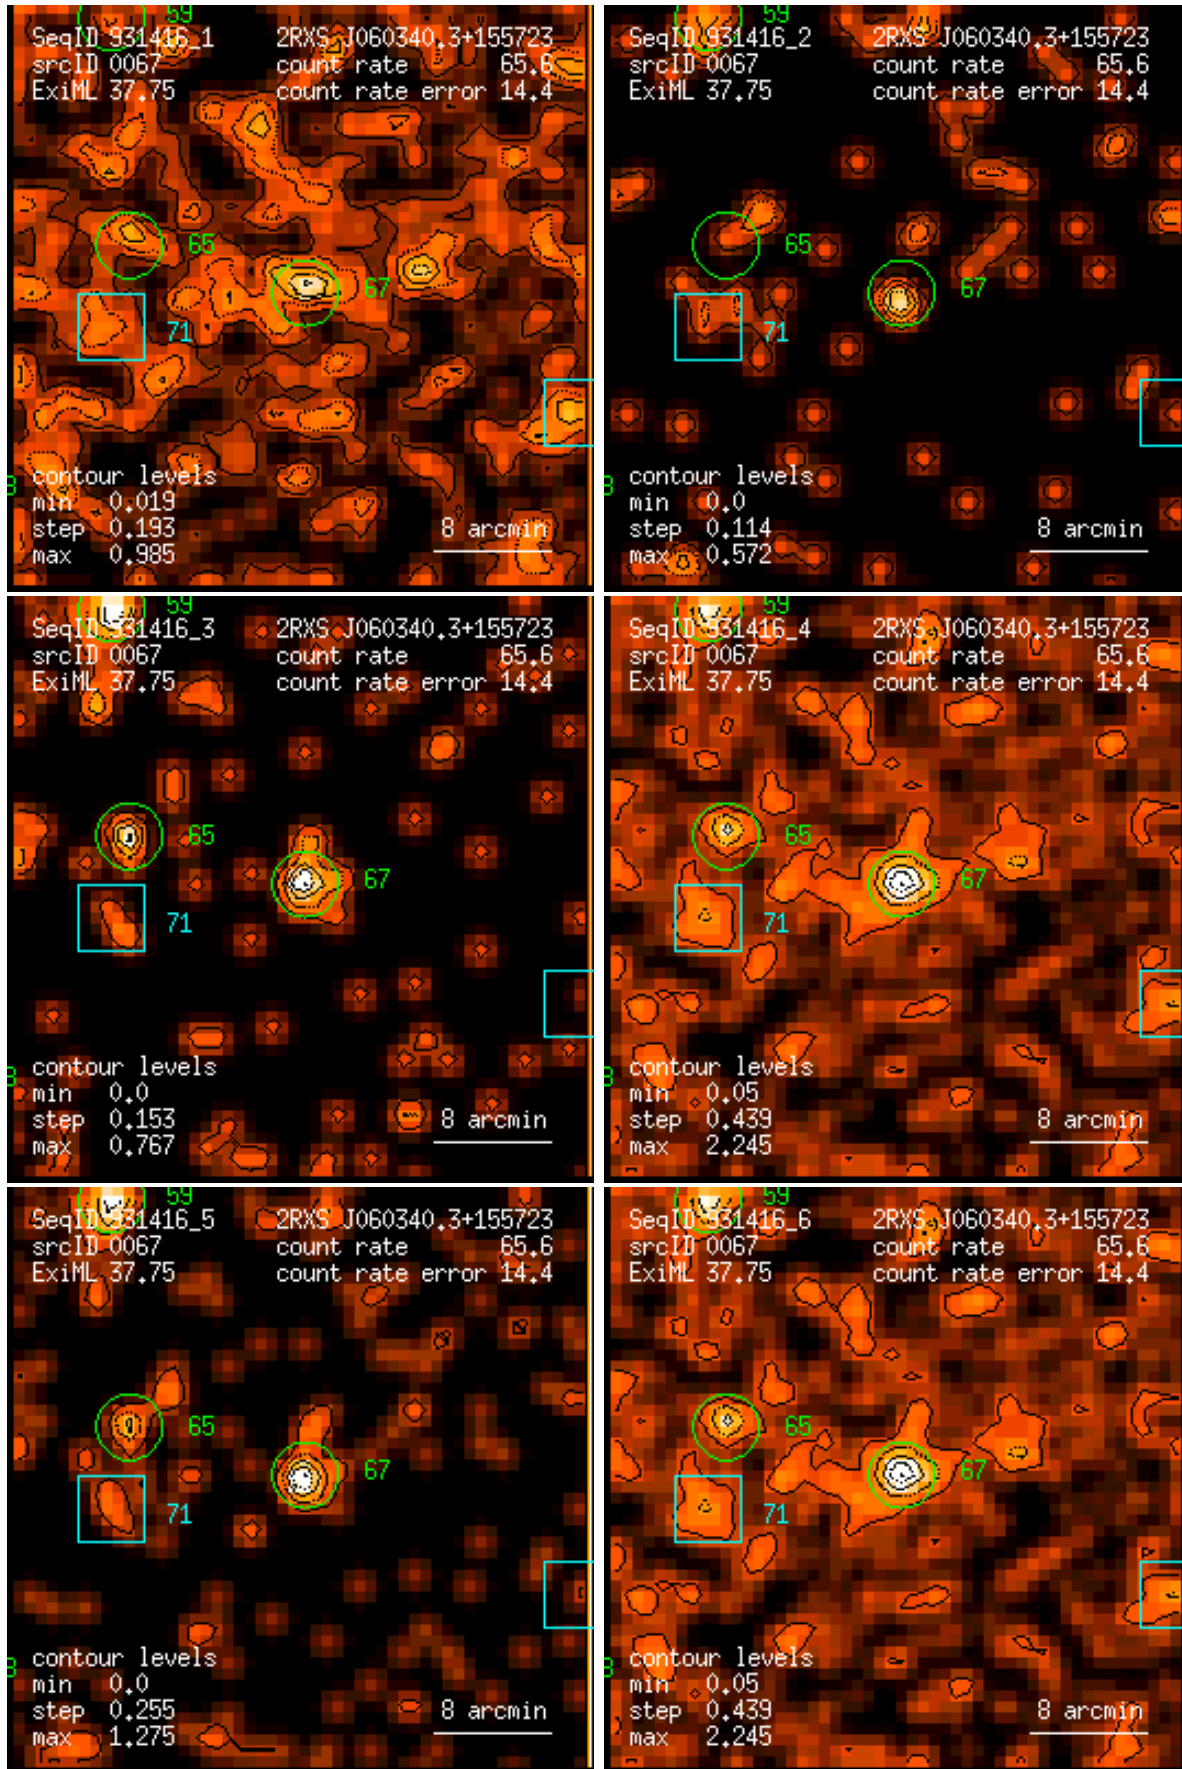 59
SeqID 931416_1 2RXS J060340.3+155723
srcID 0067 count rate 65.6
ExiML 37.75 count rate error 14.4
65
67
71
contour levels
min 0.019
step 0.193 8 arcmin
max 0.985
59
SeqID 931416_2 2RXS J060340.3+155723
srcID 0067 count rate 65.6
ExiML 37.75 count rate error 14.4
65
67
71
contour levels
min 0.0
step 0.114 8 arcmin
max 0.572
59
SeqID 931416_3 2RXS J060340.3+155723
srcID 0067 count rate 65.6
ExiML 37.75 count rate error 14.4
65
67
71
contour levels
min 0.0
step 0.153 8 arcmin
max 0.767
59
SeqID 931416_4 2RXS J060340.3+155723
srcID 0067 count rate 65.6
ExiML 37.75 count rate error 14.4
65
67
71
contour levels
min 0.05
step 0.439 8 arcmin
max 2.245
59
SeqID 931416_5 2RXS J060340.3+155723
srcID 0067 count rate 65.6
ExiML 37.75 count rate error 14.4
65
67
71
contour levels
min 0.0
step 0.255 8 arcmin
max 1.275
59
SeqID 931416_6 2RXS J060340.3+155723
srcID 0067 count rate 65.6
ExiML 37.75 count rate error 14.4
65
67
71
contour levels
min 0.05
step 0.439 8 arcmin
max 2.245